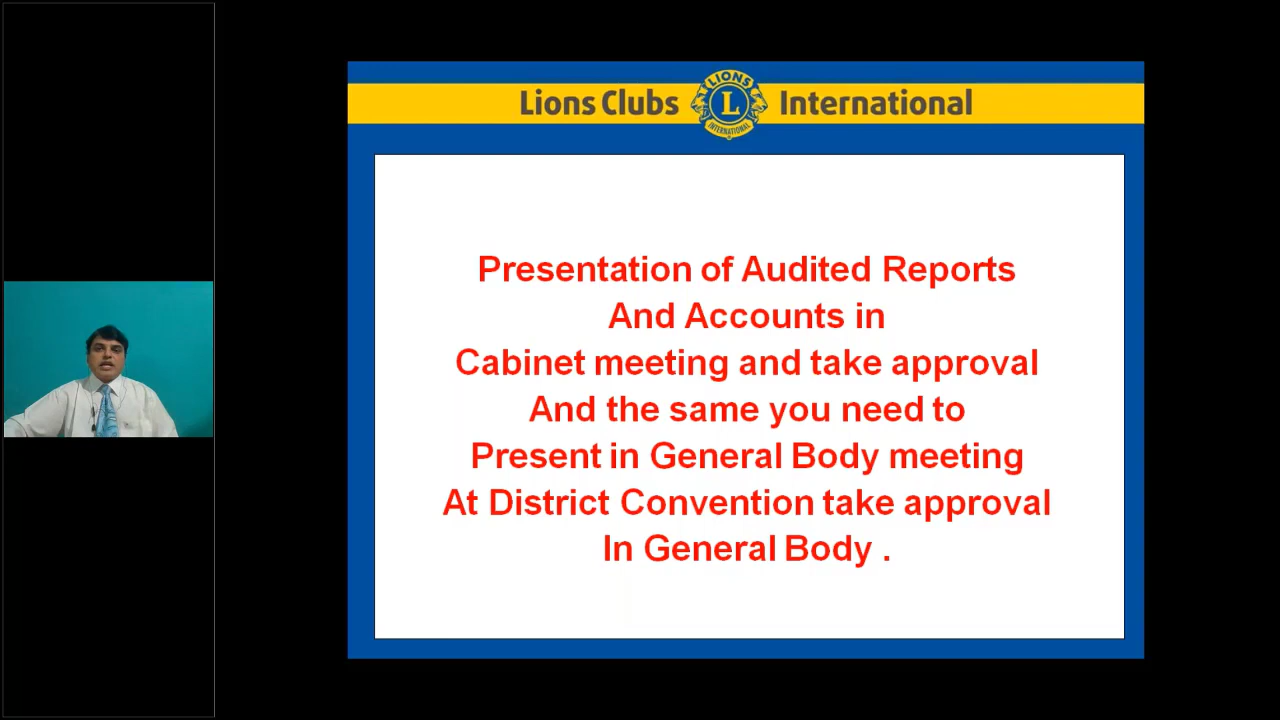 Lions Clubs International
LIONS
L
INTERNATIONAL
Presentation of Audited Reports
And Accounts in
Cabinet meeting and take approval
And the same you need to
Present in General Body meeting
At District Convention take approval
In General Body .